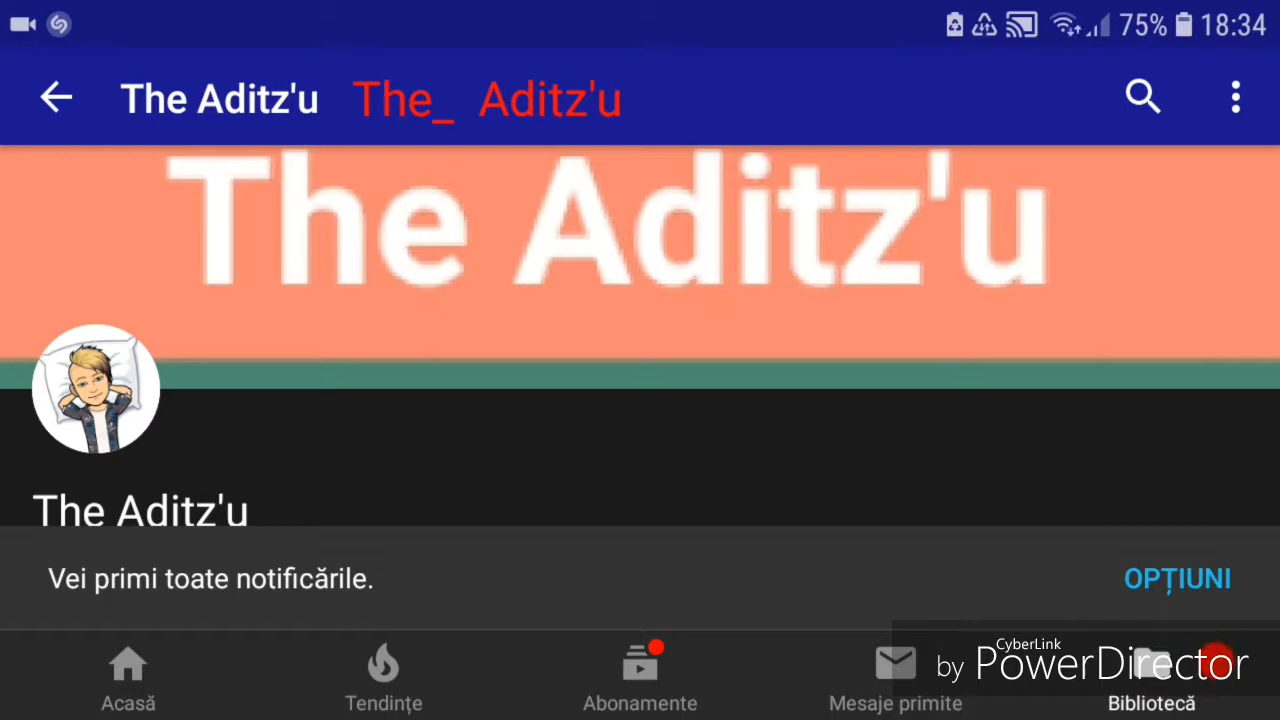 75% 18:34
The Aditz'u The_ Aditz'u
The Aditz'u
The Aditz'u
Vei primi toate notificările.
OPȚIUNI
CyberLink
by PowerDirector
Acasă
Tendințe
Abonamente
Mesaje primite
Bibliotecă